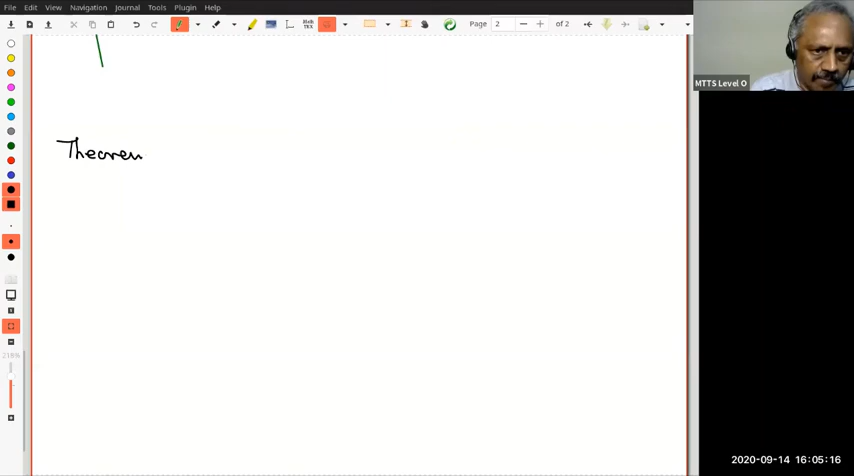 File Edit View Navigation Journal Tools Plugin Help
Page 2 of 2
MTTS Level O
Theorem
218%
2020-09-14 16:05:16